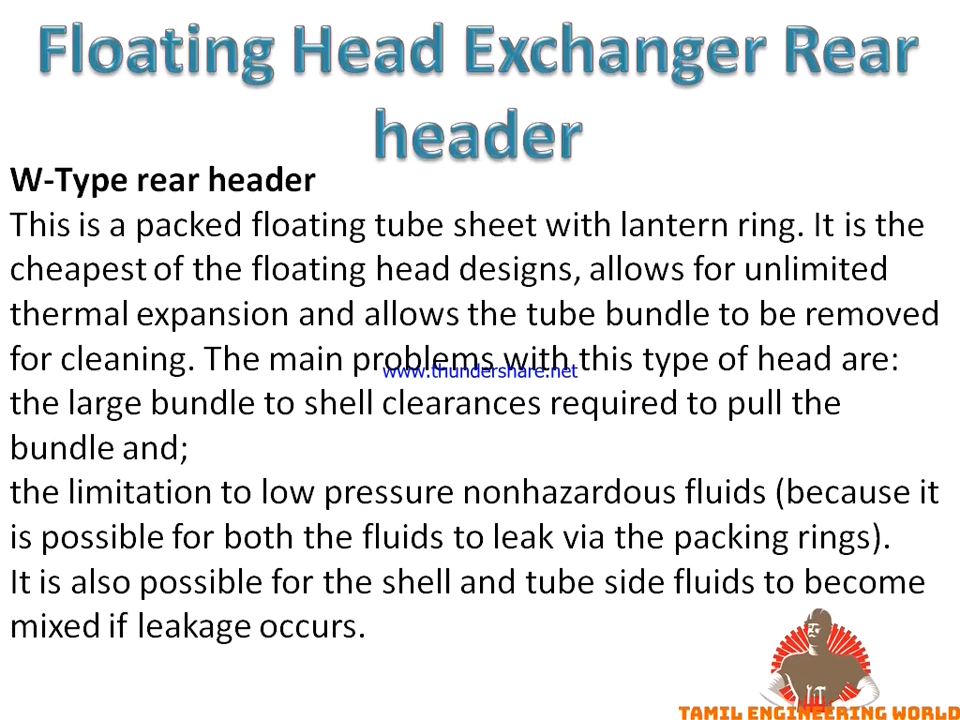 Floating Head Exchanger Rear
header
W-Type rear header
This is a packed floating tube sheet with lantern ring. It is the
cheapest of the floating head designs, allows for unlimited
thermal expansion and allows the tube bundle to be removed
for cleaning. The main problems with this type of head are:
www.thundershare.net
the large bundle to shell clearances required to pull the
bundle and;
the limitation to low pressure nonhazardous fluids (because it
is possible for both the fluids to leak via the packing rings).
It is also possible for the shell and tube side fluids to become
mixed if leakage occurs.
TAMIL ENGINEERING WORLD